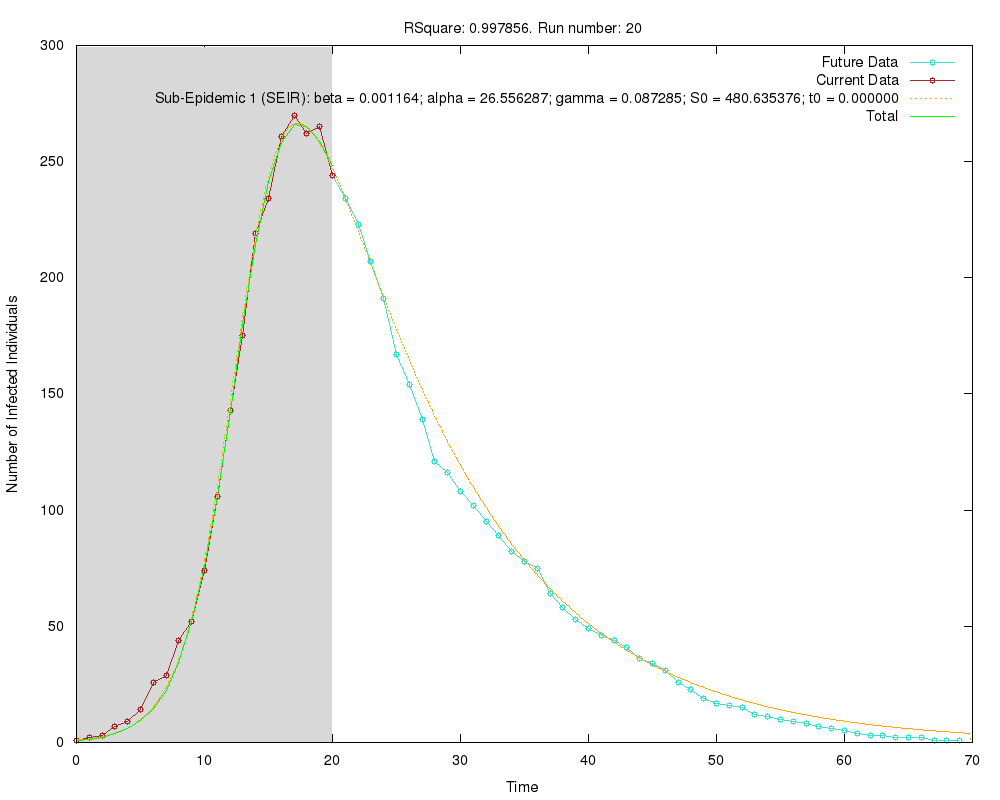 RSquare: 0.997856. Run number: 20
300
250
200
150
100
50
0
Number of Infected Individuals
Future Data
Current Data
Sub-Epidemic 1 (SEIR): beta = 0.001164; alpha = 26.556287; gamma = 0.087285; S0 = 480.635376; t0 = 0.000000
Total
0 10 20 30 40 50 60 70
Time